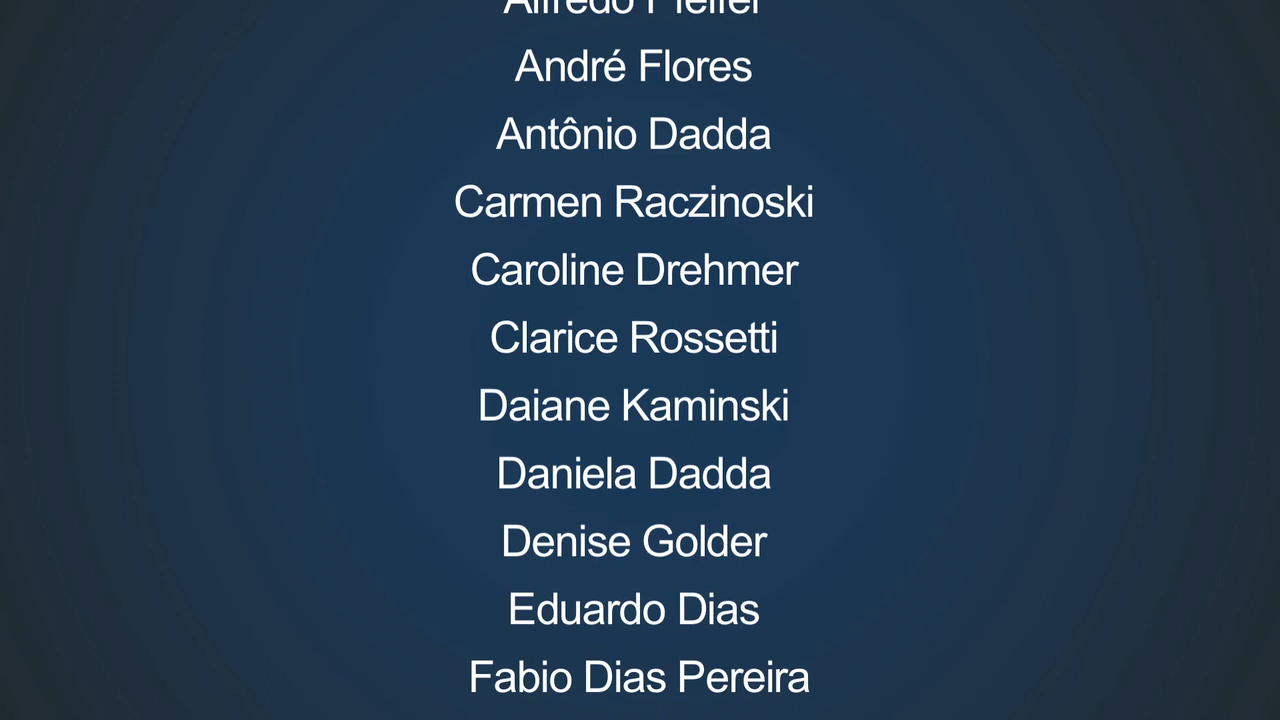 Alfredo
André Flores
Antônio Dadda
Carmen Raczinoski
Caroline Drehmer
Clarice Rossetti
Daiane Kaminski
Daniela Dadda
Denise Golder
Eduardo Dias
Fabio Dias Pereira